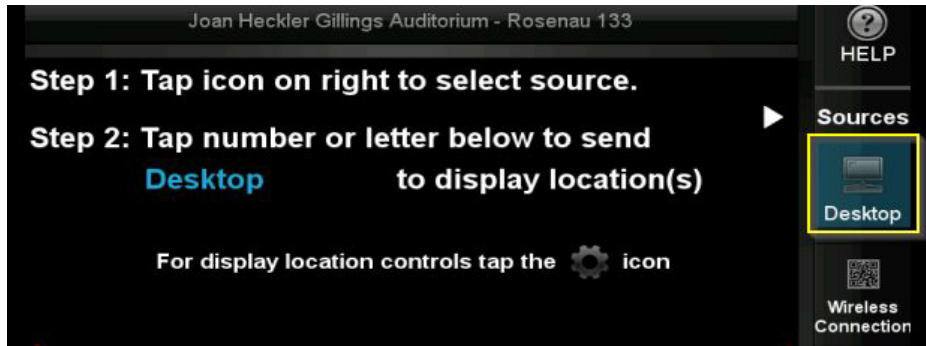 Joan Heckler Gillings Auditorium - Rosenau 133
HELP
Step 1: Tap icon on right to select source.
Sources
Step 2: Tap number or letter below to send
Desktop to display location(s)
Desktop
For display location controls tap the icon
Wireless
Connection